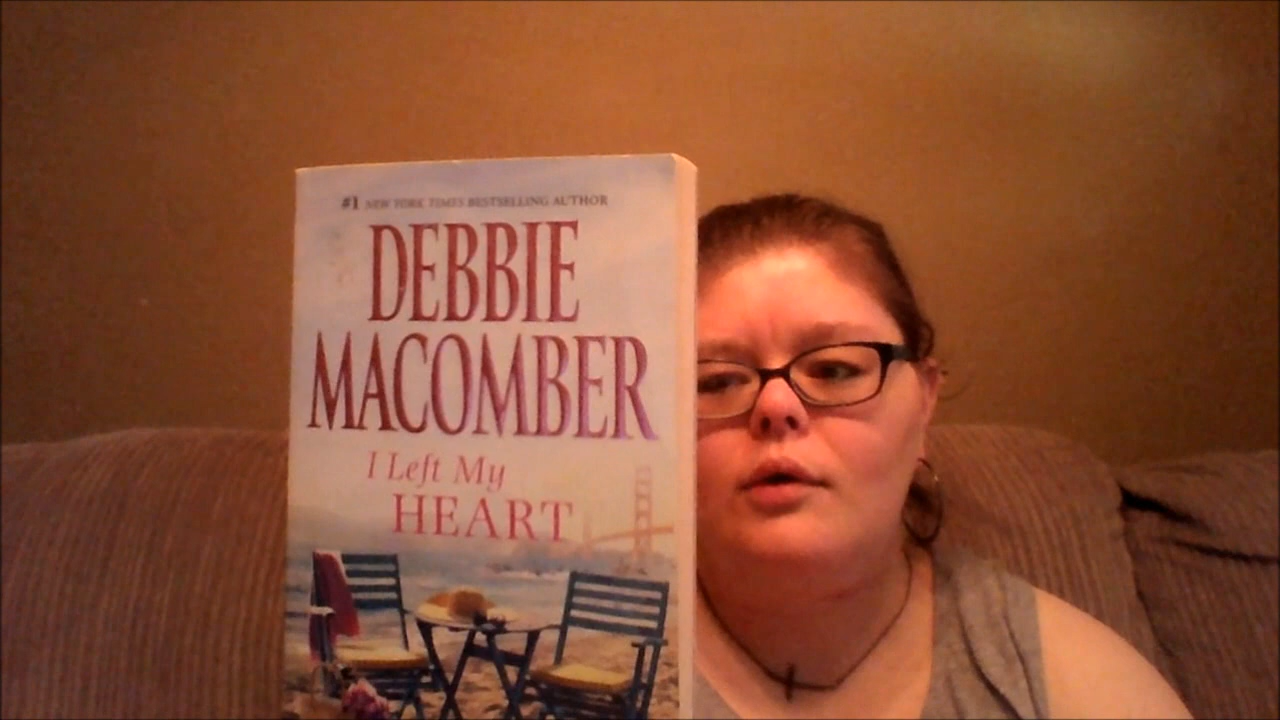 #1 NEW YORK TIMES BESTSELLING AUTHOR
DEBBIE
MACOMBER
I Left My
HEART